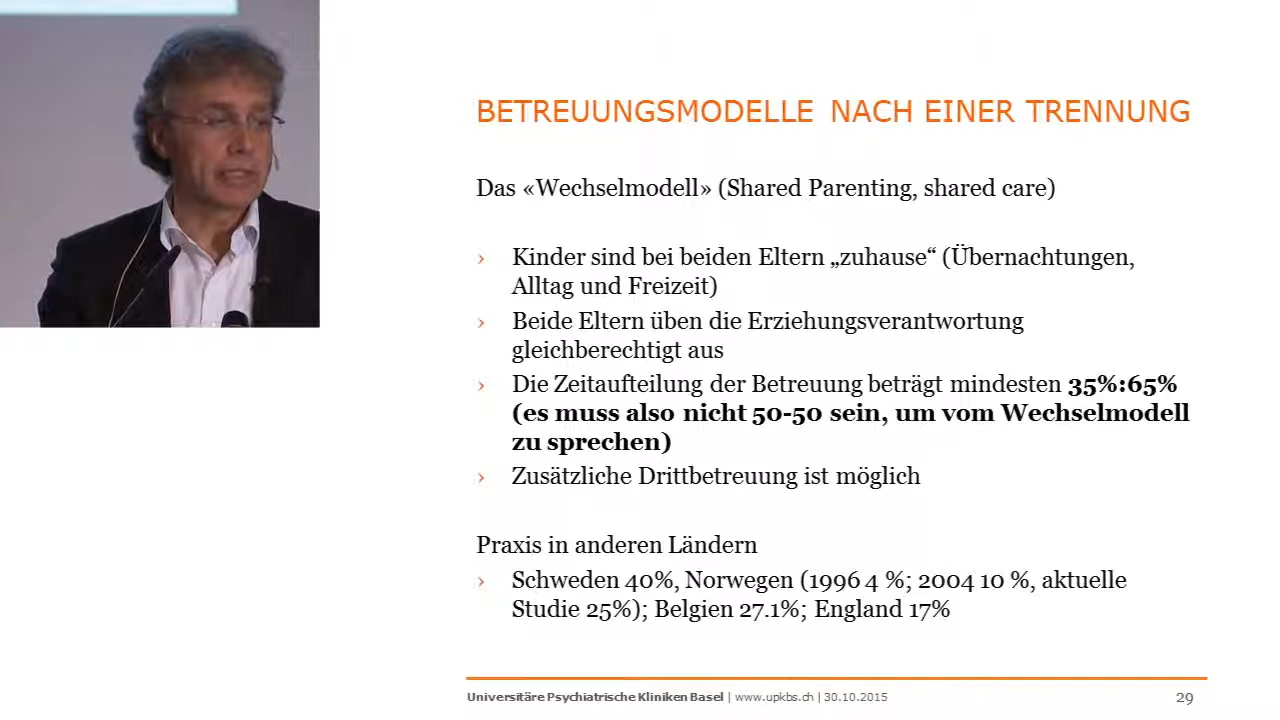 BETREUUNGSMODELLE NACH EINER TRENNUNG
Das «Wechselmodell» (Shared Parenting, shared care)
› Kinder sind bei beiden Eltern „zuhause“ (Übernachtungen,
Alltag und Freizeit)
› Beide Eltern üben die Erziehungsverantwortung
gleichberechtigt aus
› Die Zeitaufteilung der Betreuung beträgt mindesten 35%:65%
(es muss also nicht 50-50 sein, um vom Wechselmodell
zu sprechen)
› Zusätzliche Drittbetreuung ist möglich
Praxis in anderen Ländern
› Schweden 40%, Norwegen (1996 4 %; 2004 10 %, aktuelle
Studie 25%); Belgien 27.1%; England 17%
Universitäre Psychiatrische Kliniken Basel | www.upkbs.ch | 30.10.2015
29